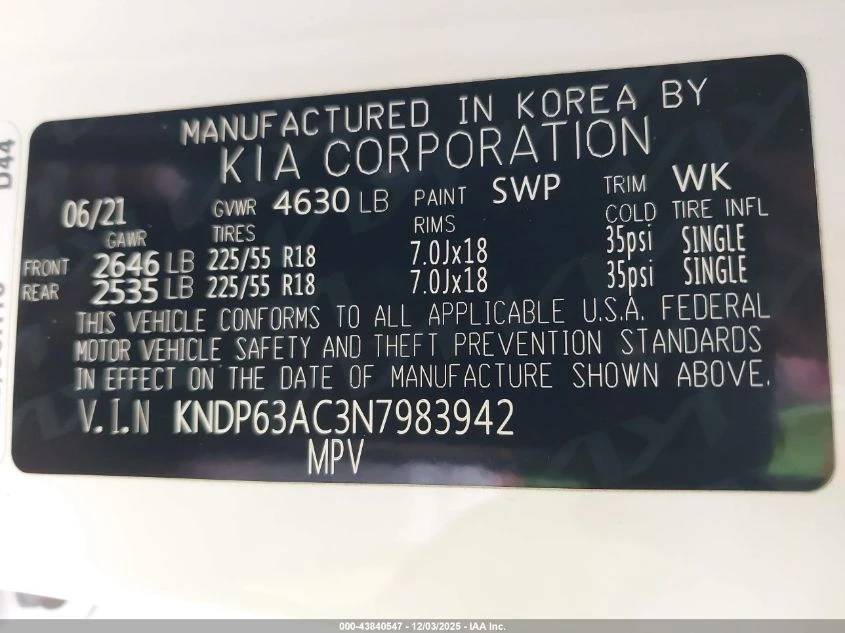 MANUFACTURED IN KOREA BY
KIA CORPORATION
06/21 GVWR 4630 LB PAINT SWP TRIM WK
GAWR TIRES RIMS COLD TIRE INFL
FRONT 2646 LB 225/55 R18 7.0Jx18 35psi SINGLE
REAR 2535 LB 225/55 R18 7.0Jx18 35psi SINGLE
THIS VEHICLE CONFORMS TO ALL APPLICABLE U.S.A. FEDERAL
MOTOR VEHICLE SAFETY AND THEFT PREVENTION STANDARDS
IN EFFECT ON THE DATE OF MANUFACTURE SHOWN ABOVE.
V.I.N KNDP63AC3N7983942
MPV
D44
000-43840547 - 12/03/2025 - IAA Inc.